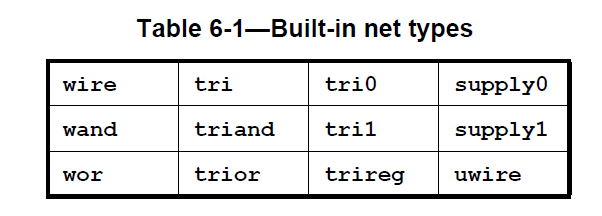 Table 6-1—Built-in net types
wire tri tri0 supply0
wand triand tri1 supply1
wor trior trireg uwire